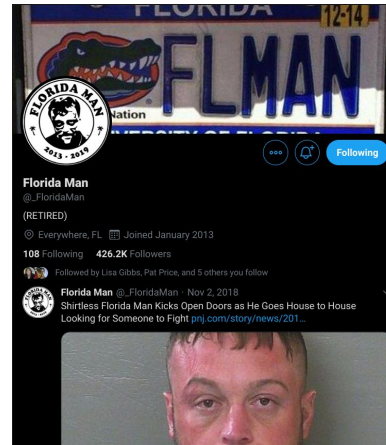 FLORIDA
12-14
FLMAN
Nation
UNIVERSITY OF FLORIDA
FLORIDA MAN
2013 - 2019
Following
Florida Man
@_FloridaMan
(RETIRED)
Everywhere, FL Joined January 2013
108 Following 426.2K Followers
Followed by Lisa Gibbs, Pat Price, and 5 others you follow
FLORIDA MAN
Florida Man @_FloridaMan · Nov 2, 2018
Shirtless Florida Man Kicks Open Doors as He Goes House to House
Looking for Someone to Fight pnj.com/story/news/201...